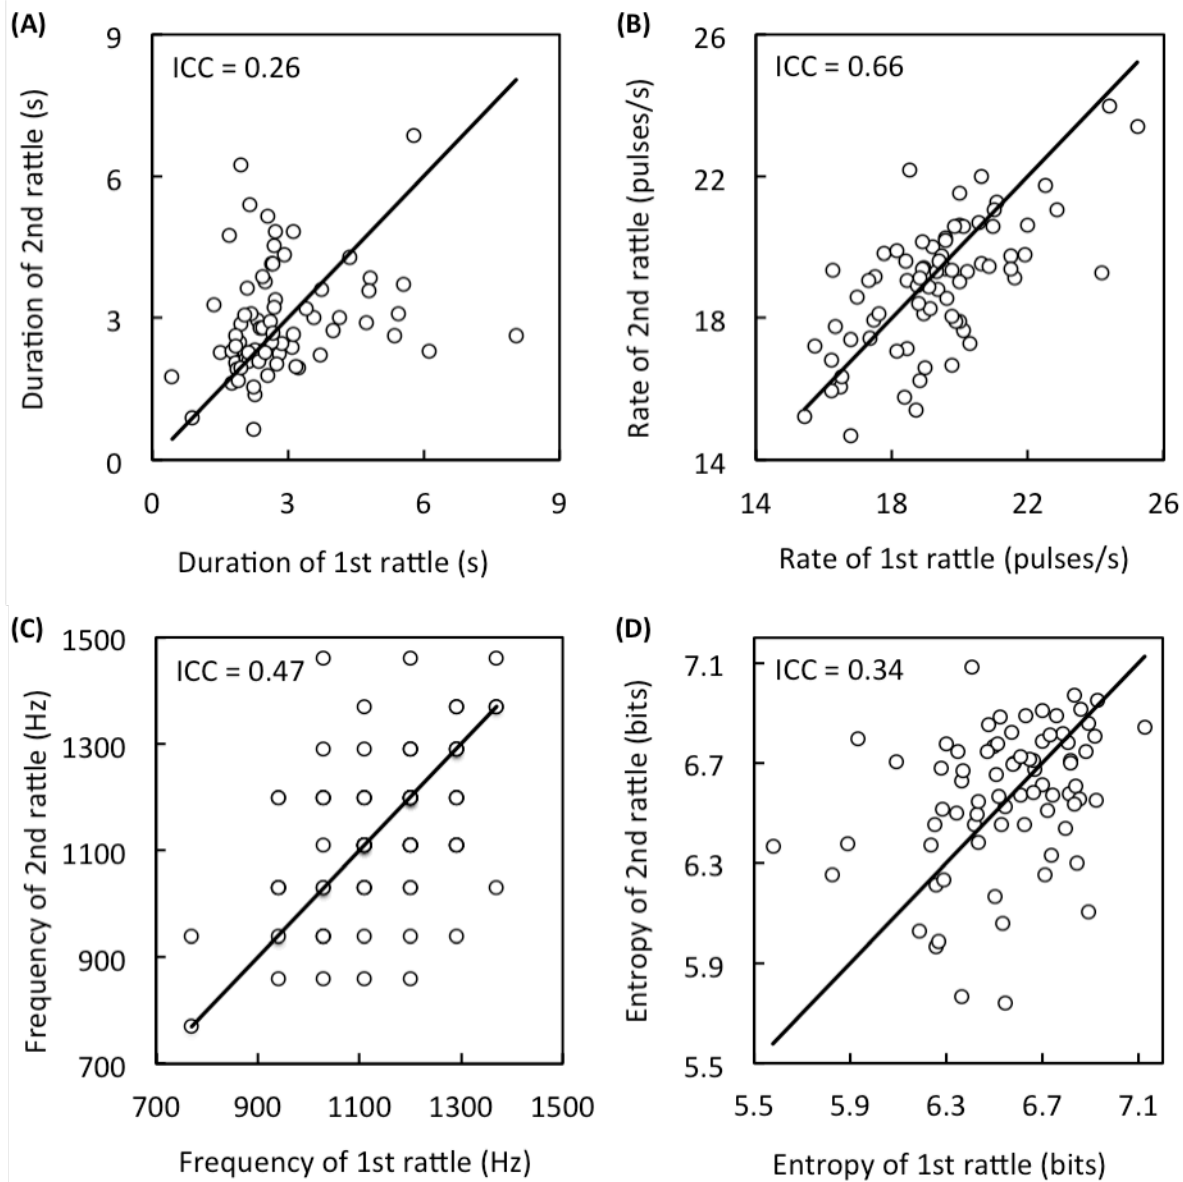 (A)
ICC = 0.26
Duration of 2nd rattle (s)
9
6
3
0
0 3 6 9
Duration of 1st rattle (s)
(B)
ICC = 0.66
Rate of 2nd rattle (pulses/s)
26
22
18
14
14 18 22 26
Rate of 1st rattle (pulses/s)
(C)
ICC = 0.47
Frequency of 2nd rattle (Hz)
1500
1300
1100
900
700
700 900 1100 1300 1500
Frequency of 1st rattle (Hz)
(D)
ICC = 0.34
Entropy of 2nd rattle (bits)
7.1
6.7
6.3
5.9
5.5
5.5 5.9 6.3 6.7 7.1
Entropy of 1st rattle (bits)